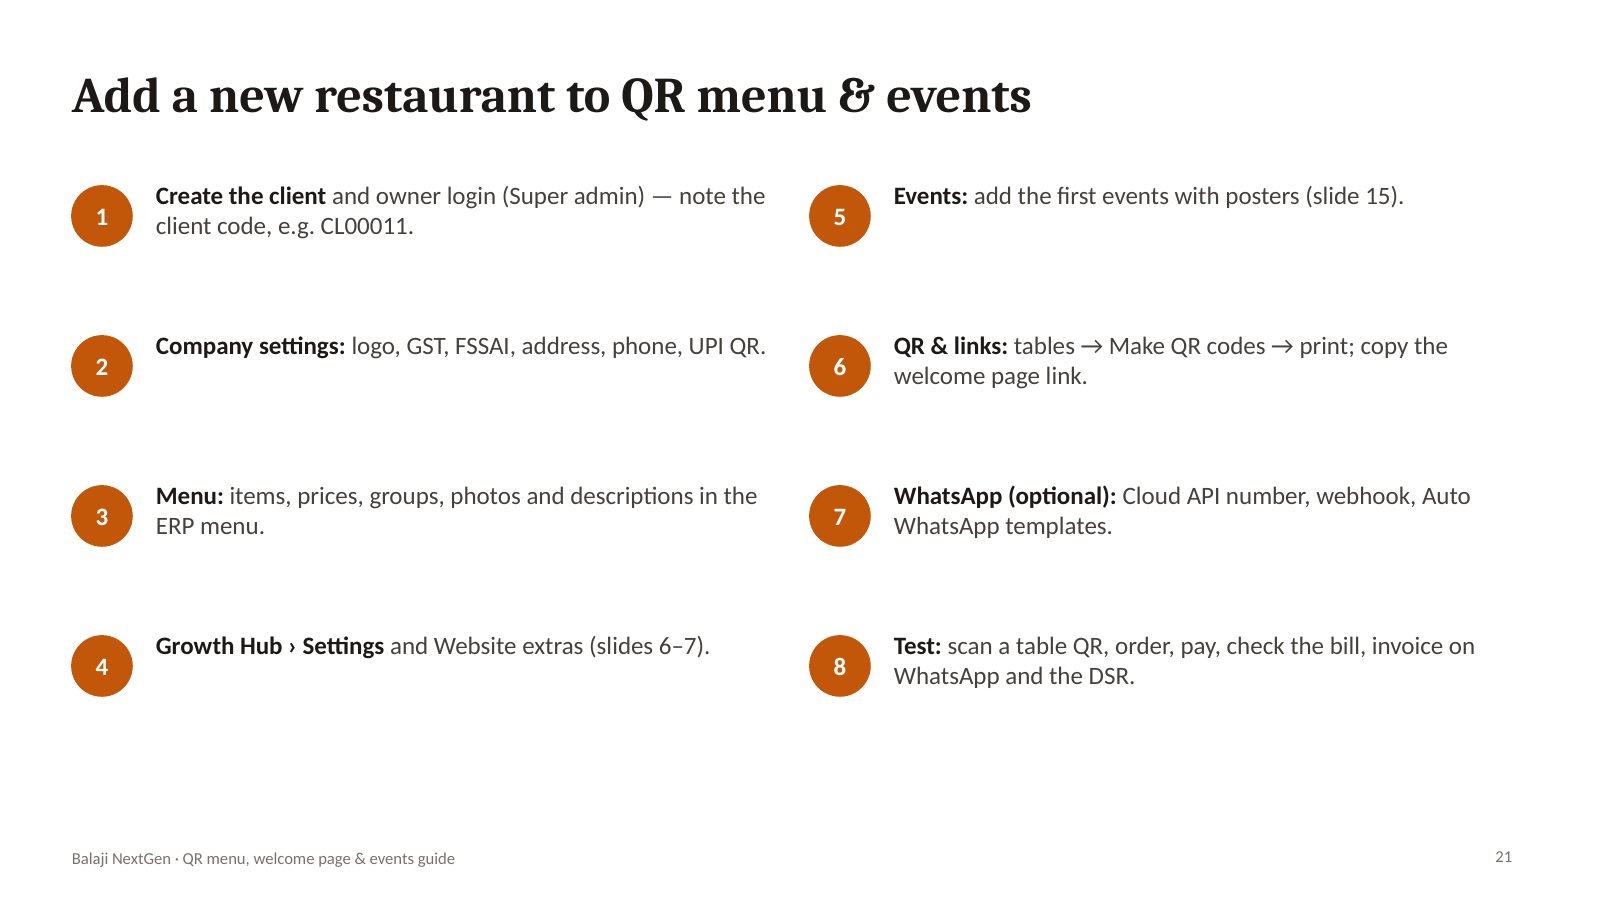 Add a new restaurant to QR menu & events
1
Create the client and owner login (Super admin) — note the
client code, e.g. CL00011.
2
Company settings: logo, GST, FSSAI, address, phone, UPI QR.
3
Menu: items, prices, groups, photos and descriptions in the
ERP menu.
4
Growth Hub › Settings and Website extras (slides 6–7).
5
Events: add the first events with posters (slide 15).
6
QR & links: tables → Make QR codes → print; copy the
welcome page link.
7
WhatsApp (optional): Cloud API number, webhook, Auto
WhatsApp templates.
8
Test: scan a table QR, order, pay, check the bill, invoice on
WhatsApp and the DSR.
Balaji NextGen · QR menu, welcome page & events guide
21